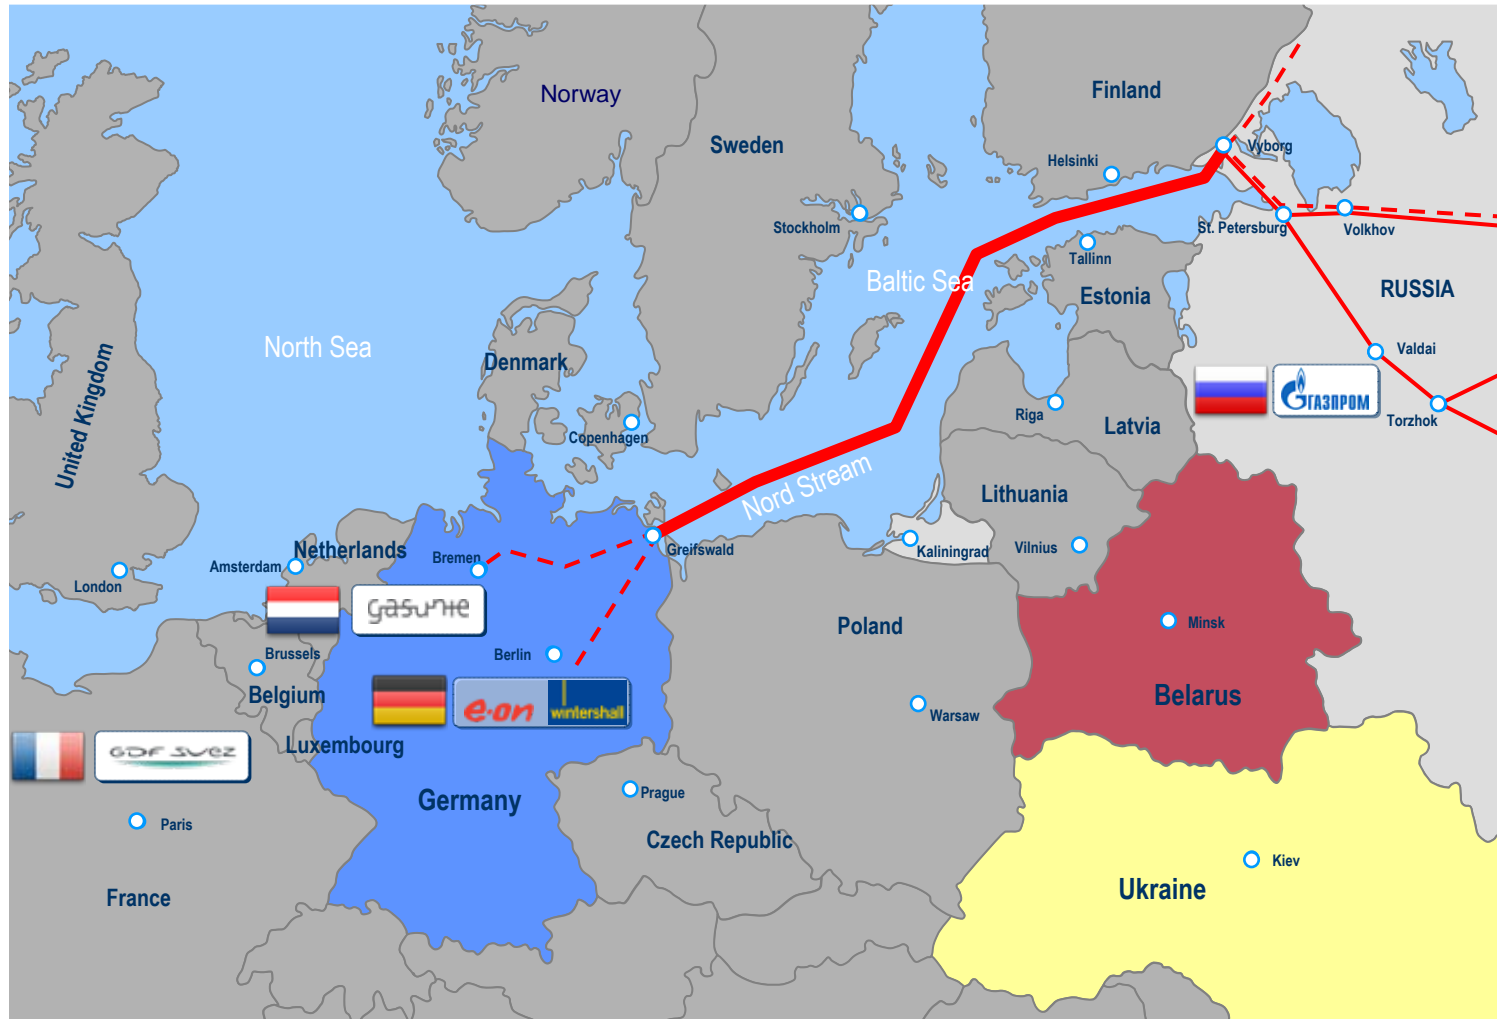 Norway
Finland
Sweden
Vyborg
Helsinki
Stockholm
St. Petersburg
Volkhov
Tallinn
Baltic Sea
Estonia
RUSSIA
North Sea
Denmark
Valdai
United Kingdom
ГАЗПРОМ
Riga
Torzhok
Copenhagen
Latvia
Nord Stream
Lithuania
Netherlands
Bremen
Greifswald
Kaliningrad
Vilnius
Amsterdam
London
gasunie
Poland
Minsk
Brussels
Berlin
Belgium
Belarus
e·on
wintershall
Warsaw
Luxembourg
GDF SUEZ
Prague
Germany
Paris
Czech Republic
Kiev
Ukraine
France